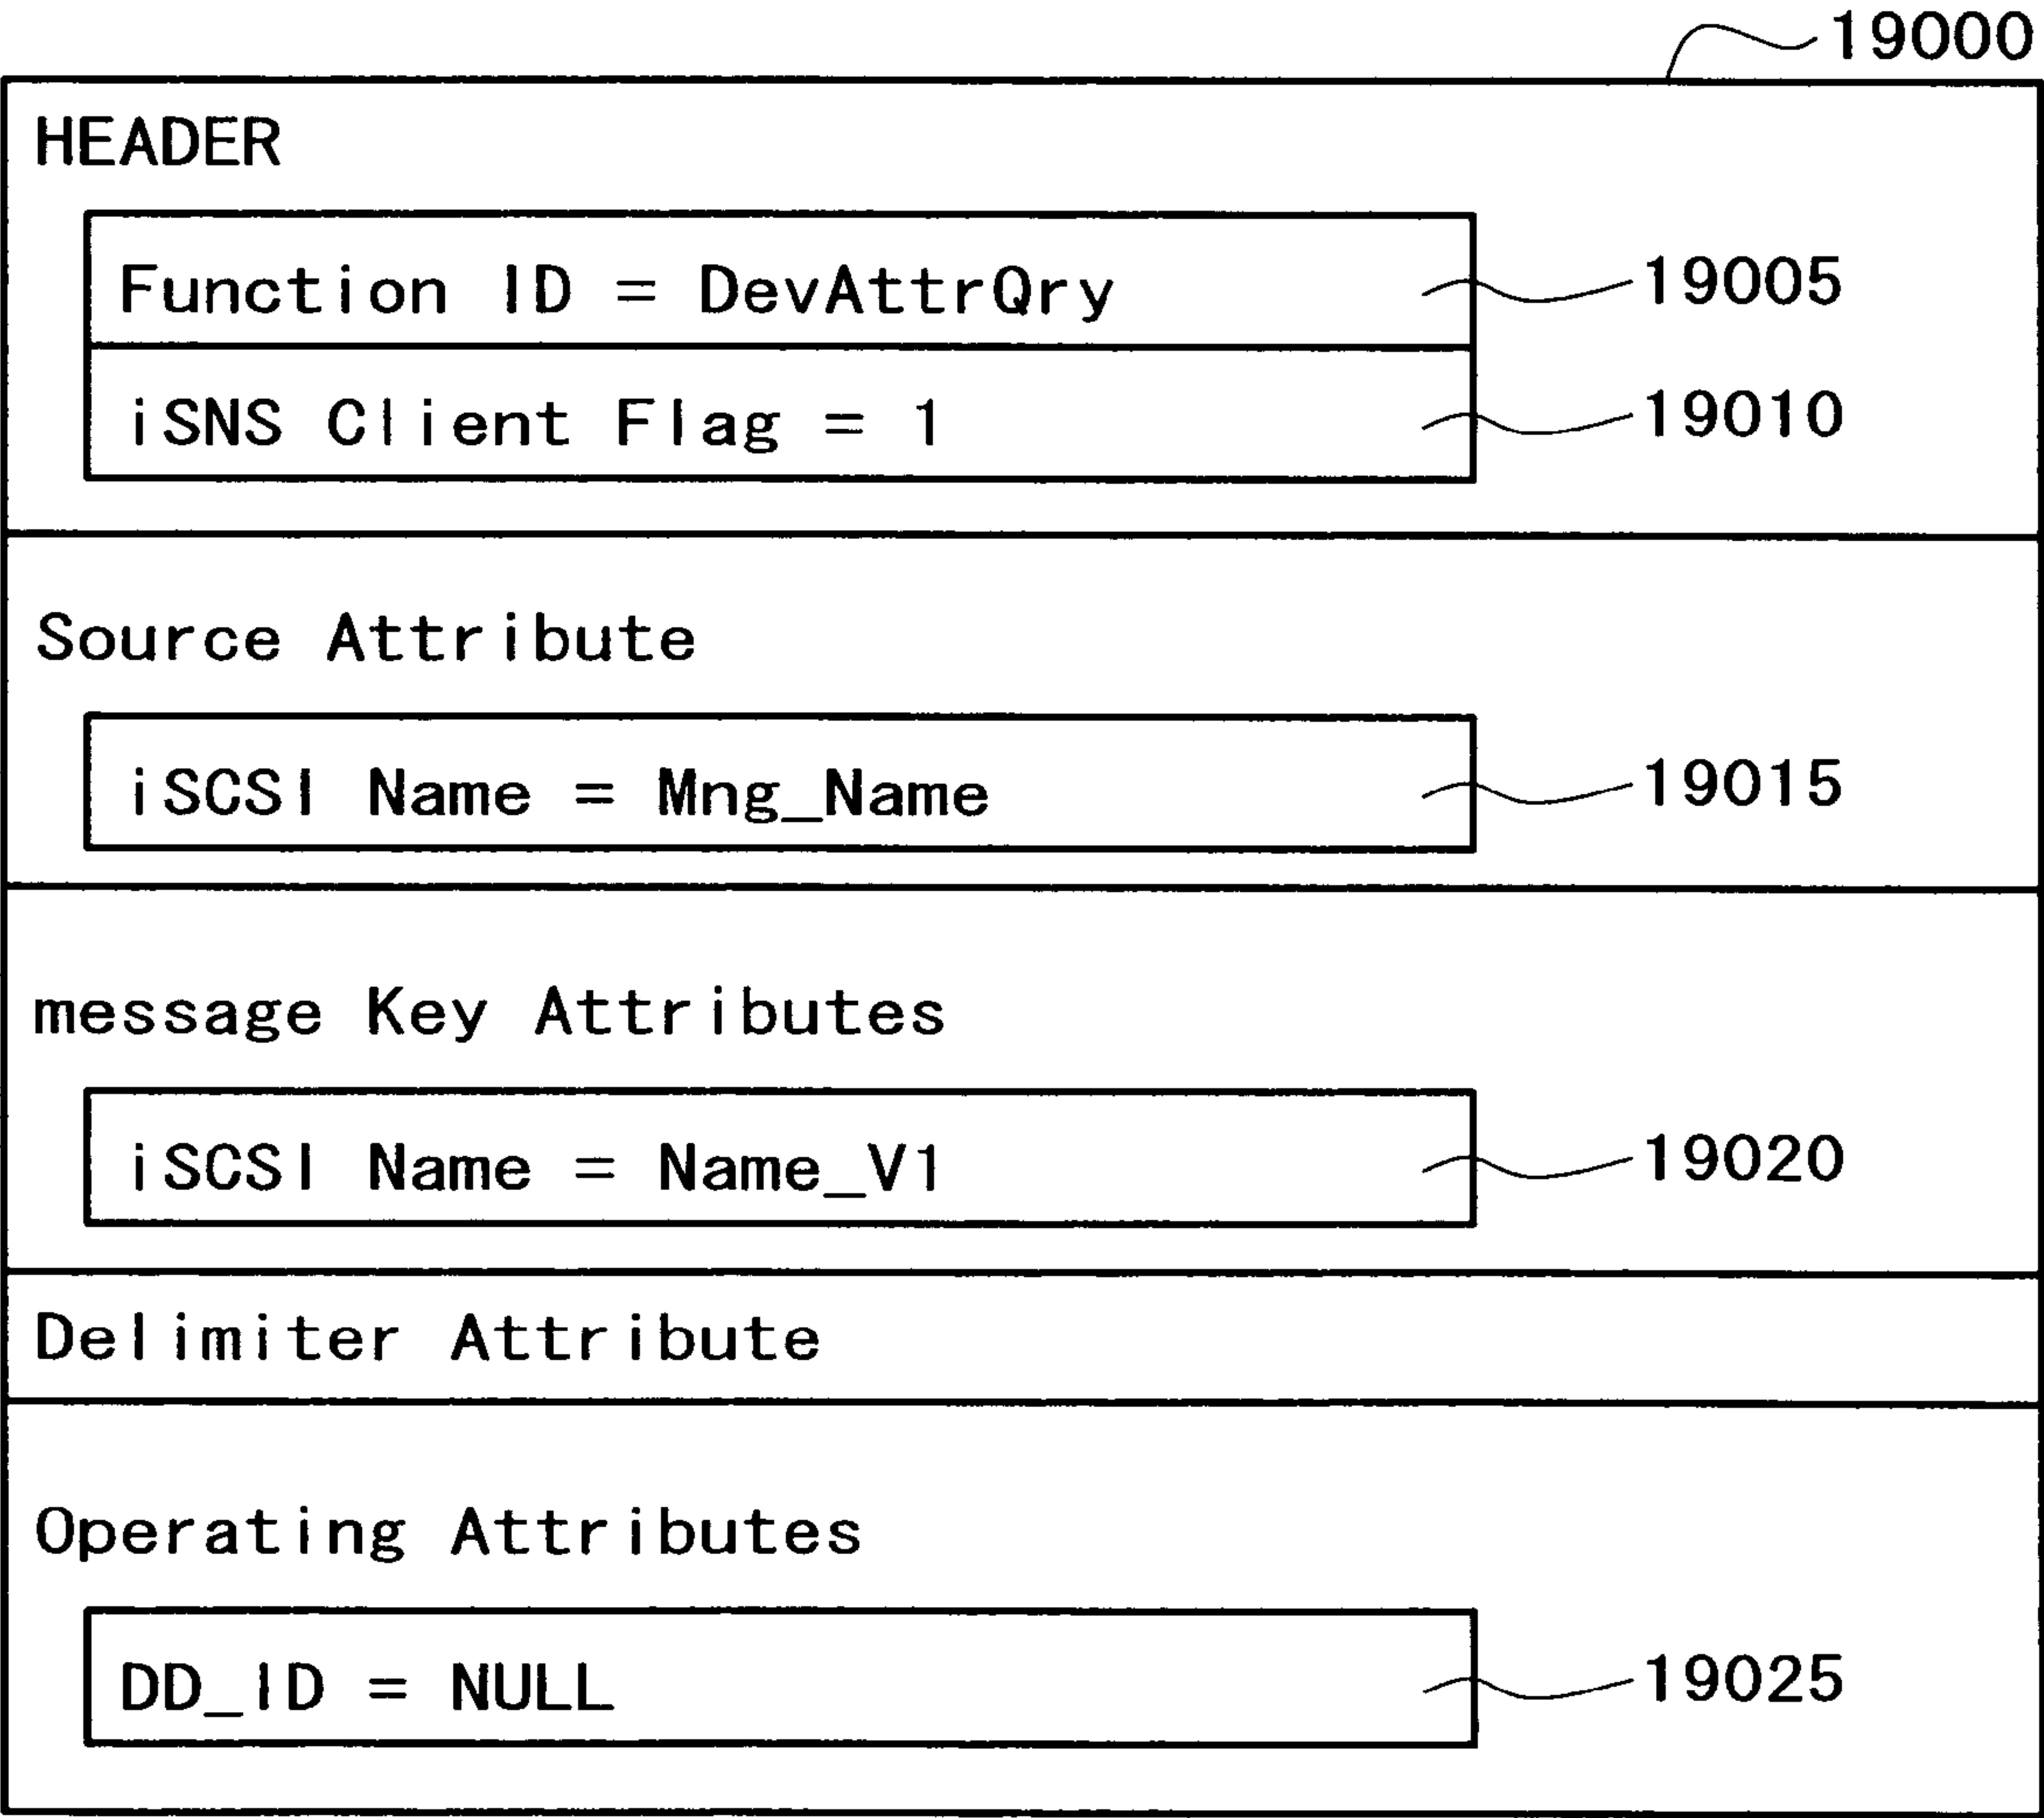 19000
HEADER
Function ID = DevAttrQry 19005
iSNS Client Flag = 1 19010
Source Attribute
iSCSI Name = Mng_Name 19015
message Key Attributes
iSCSI Name = Name_V1 19020
Delimiter Attribute
Operating Attributes
DD_ID = NULL 19025